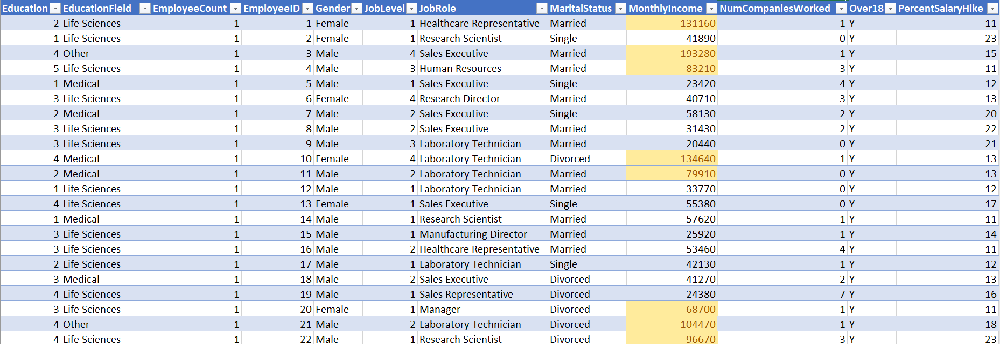 Education EducationField EmployeeCount EmployeeID Gender JobLevel JobRole MaritalStatus MonthlyIncome NumCompaniesWorked Over18 PercentSalaryHike
2 Life Sciences 1 1 Female 1 Healthcare Representative Married 131160 1 Y 11
1 Life Sciences 1 2 Female 1 Research Scientist Single 41890 0 Y 23
4 Other 1 3 Male 4 Sales Executive Married 193280 1 Y 15
5 Life Sciences 1 4 Male 3 Human Resources Married 83210 3 Y 11
1 Medical 1 5 Male 1 Sales Executive Single 23420 4 Y 12
3 Life Sciences 1 6 Female 4 Research Director Married 40710 3 Y 13
2 Medical 1 7 Male 2 Sales Executive Single 58130 2 Y 20
3 Life Sciences 1 8 Male 2 Sales Executive Married 31430 2 Y 22
3 Life Sciences 1 9 Male 3 Laboratory Technician Married 20440 0 Y 21
4 Medical 1 10 Female 4 Laboratory Technician Divorced 134640 1 Y 13
2 Medical 1 11 Male 2 Laboratory Technician Married 79910 0 Y 13
1 Life Sciences 1 12 Male 1 Laboratory Technician Married 33770 0 Y 12
4 Life Sciences 1 13 Female 1 Sales Executive Single 55380 0 Y 17
1 Medical 1 14 Male 1 Research Scientist Married 57620 1 Y 11
3 Life Sciences 1 15 Male 1 Manufacturing Director Married 25920 1 Y 14
3 Life Sciences 1 16 Male 2 Healthcare Representative Married 53460 4 Y 11
2 Life Sciences 1 17 Male 1 Laboratory Technician Single 42130 1 Y 12
3 Medical 1 18 Male 2 Sales Executive Divorced 41270 2 Y 13
4 Life Sciences 1 19 Male 1 Sales Representative Divorced 24380 7 Y 16
3 Life Sciences 1 20 Female 1 Manager Divorced 68700 1 Y 11
4 Other 1 21 Male 2 Laboratory Technician Divorced 104470 1 Y 18
4 Life Sciences 1 22 Male 1 Research Scientist Divorced 96670 3 Y 23